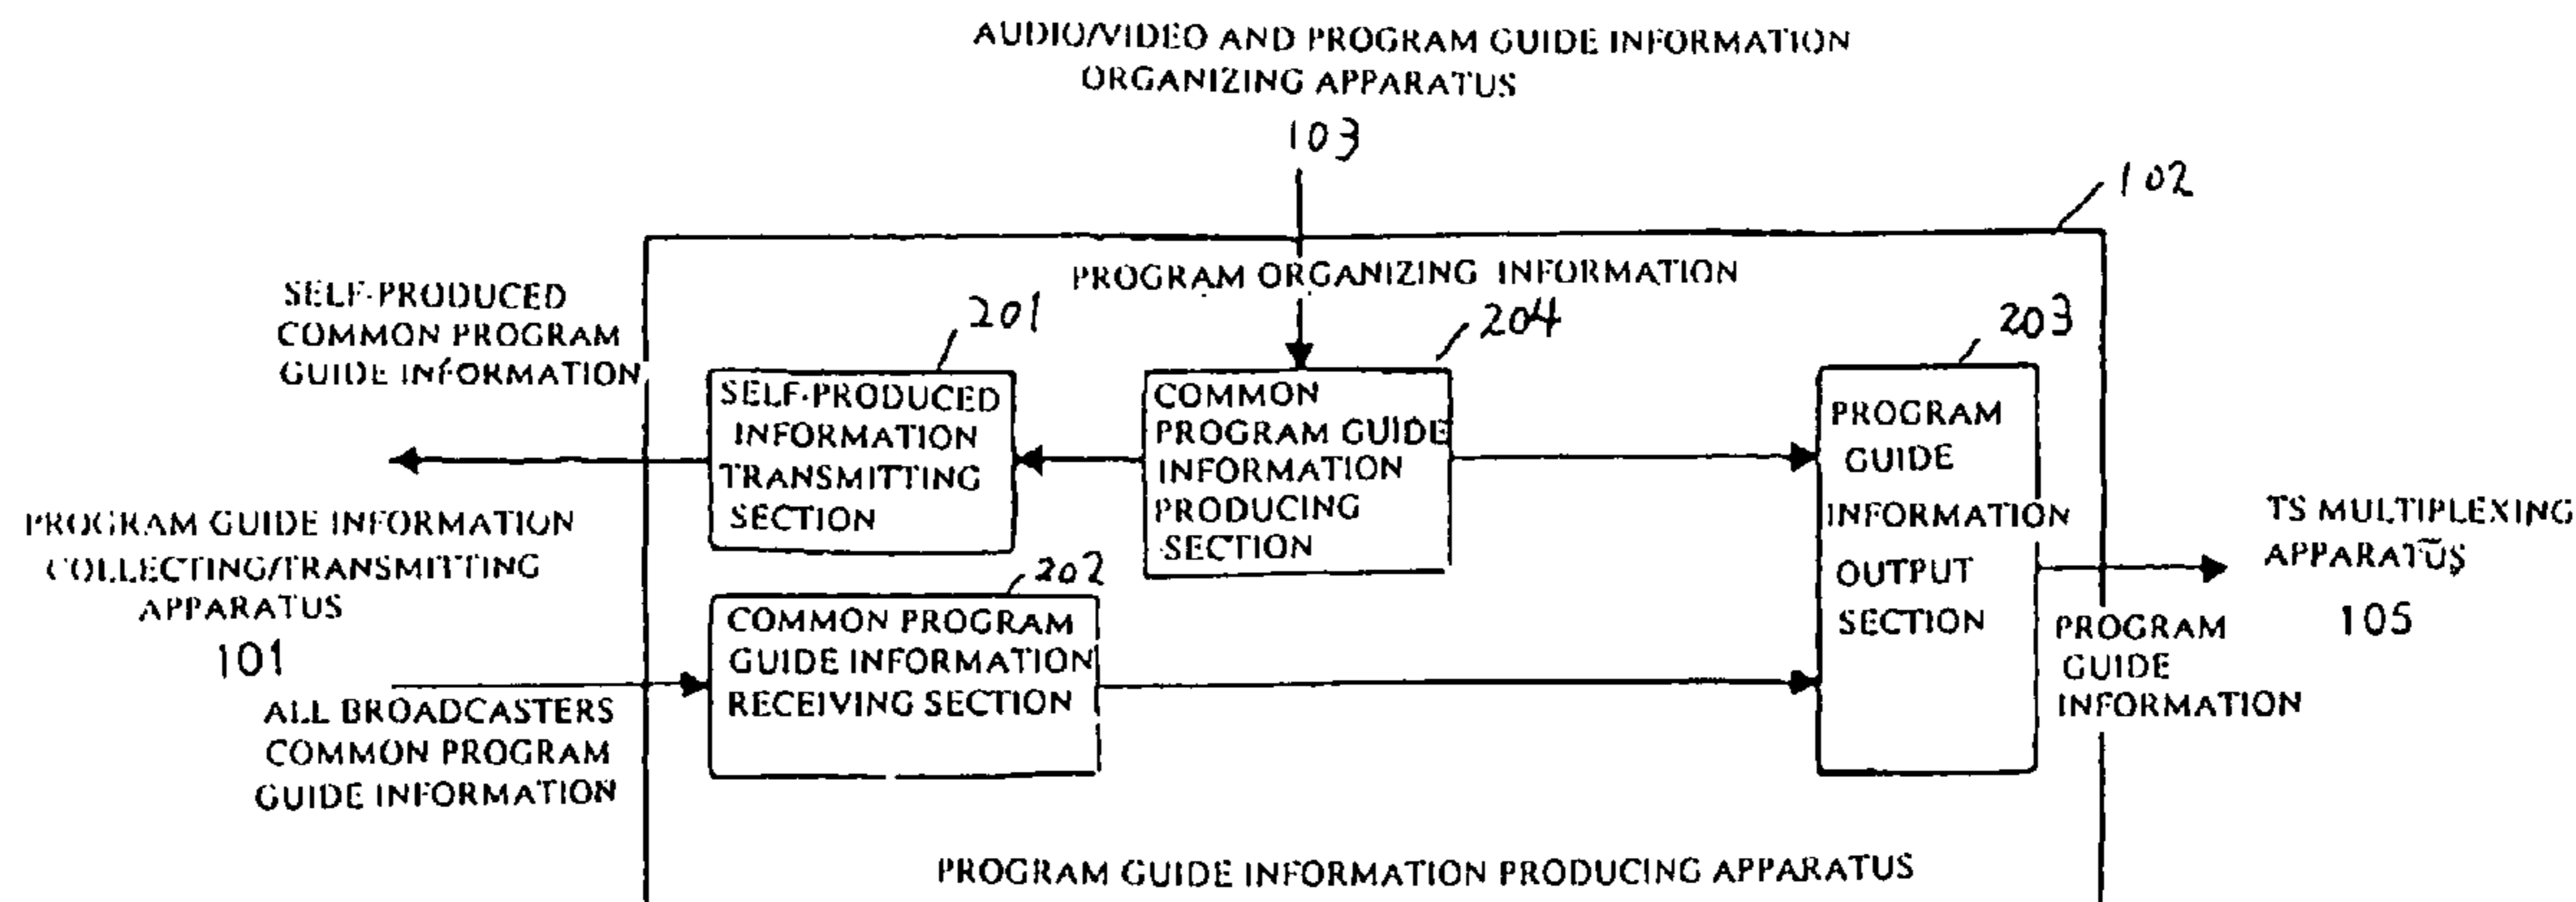 AUDIO/VIDEO AND PROGRAM GUIDE INFORMATION
ORGANIZING APPARATUS
103
102
PROGRAM ORGANIZING INFORMATION
SELF-PRODUCED
COMMON PROGRAM
GUIDE INFORMATION
201
204
203
SELF-PRODUCED
INFORMATION
TRANSMITTING
SECTION
COMMON
PROGRAM GUIDE
INFORMATION
PRODUCING
SECTION
PROGRAM
GUIDE
INFORMATION
OUTPUT
SECTION
PROGRAM GUIDE INFORMATION
COLLECTING/TRANSMITTING
APPARATUS
101
TS MULTIPLEXING
APPARATUS
105
202
COMMON PROGRAM
GUIDE INFORMATION
RECEIVING SECTION
PROGRAM
GUIDE
INFORMATION
ALL BROADCASTERS
COMMON PROGRAM
GUIDE INFORMATION
PROGRAM GUIDE INFORMATION PRODUCING APPARATUS